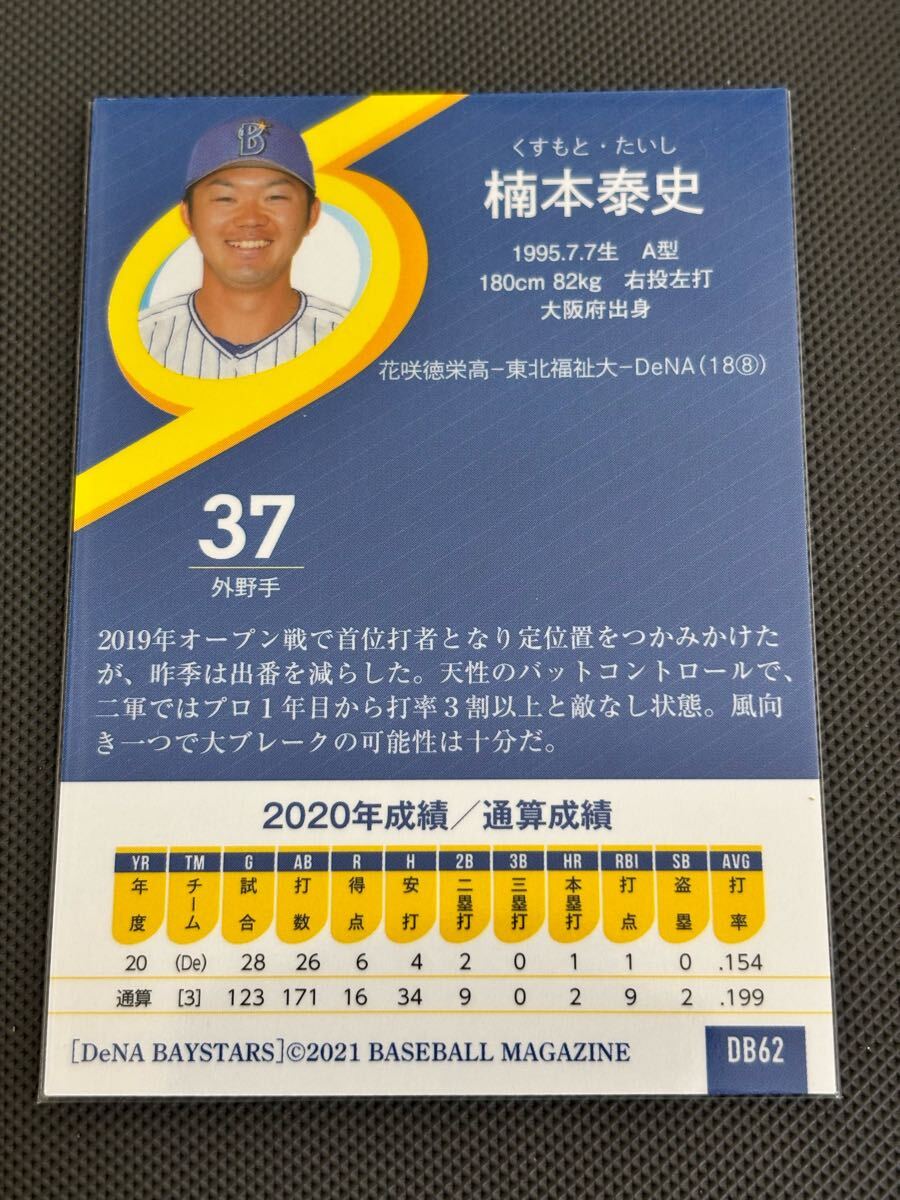 B
くすもと・たいし
楠本泰史
1995.7.7生 A型
180cm 82kg 右投左打
大阪府出身
花咲徳栄高−東北福祉大−DeNA(18⑧)
37
外野手
2019年オープン戦で首位打者となり定位置をつかみかけた
が、昨季は出番を減らした。天性のバットコントロールで、
二軍ではプロ1年目から打率3割以上と敵なし状態。風向
き一つで大ブレークの可能性は十分だ。
2020年成績／通算成績
YR TM G AB R H 2B 3B HR RBI SB AVG
年度 チーム 試合 打数 得点 安打 二塁打 三塁打 本塁打 打点 盗塁 打率
20 (De) 28 26 6 4 2 0 1 1 0 .154
通算 [3] 123 171 16 34 9 0 2 9 2 .199
[DeNA BAYSTARS]©2021 BASEBALL MAGAZINE
DB62